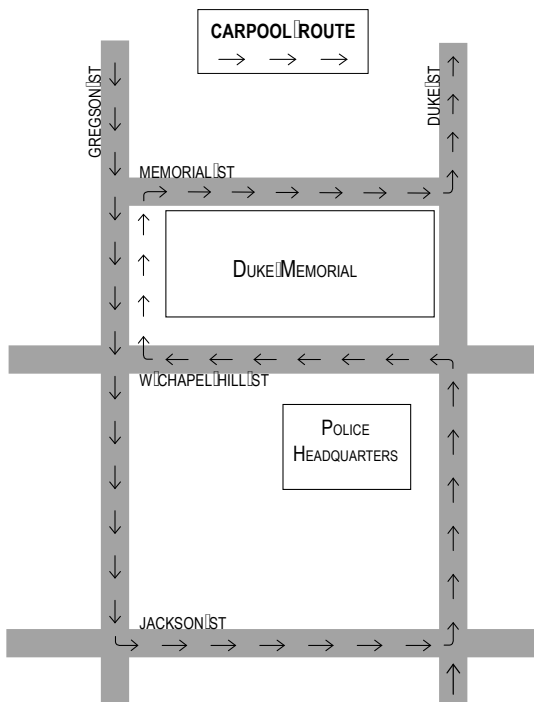 CARPOOL ROUTE
GREGSON ST
DUKE ST
MEMORIAL ST
DUKE MEMORIAL
W CHAPEL HILL ST
POLICE
HEADQUARTERS
JACKSON ST